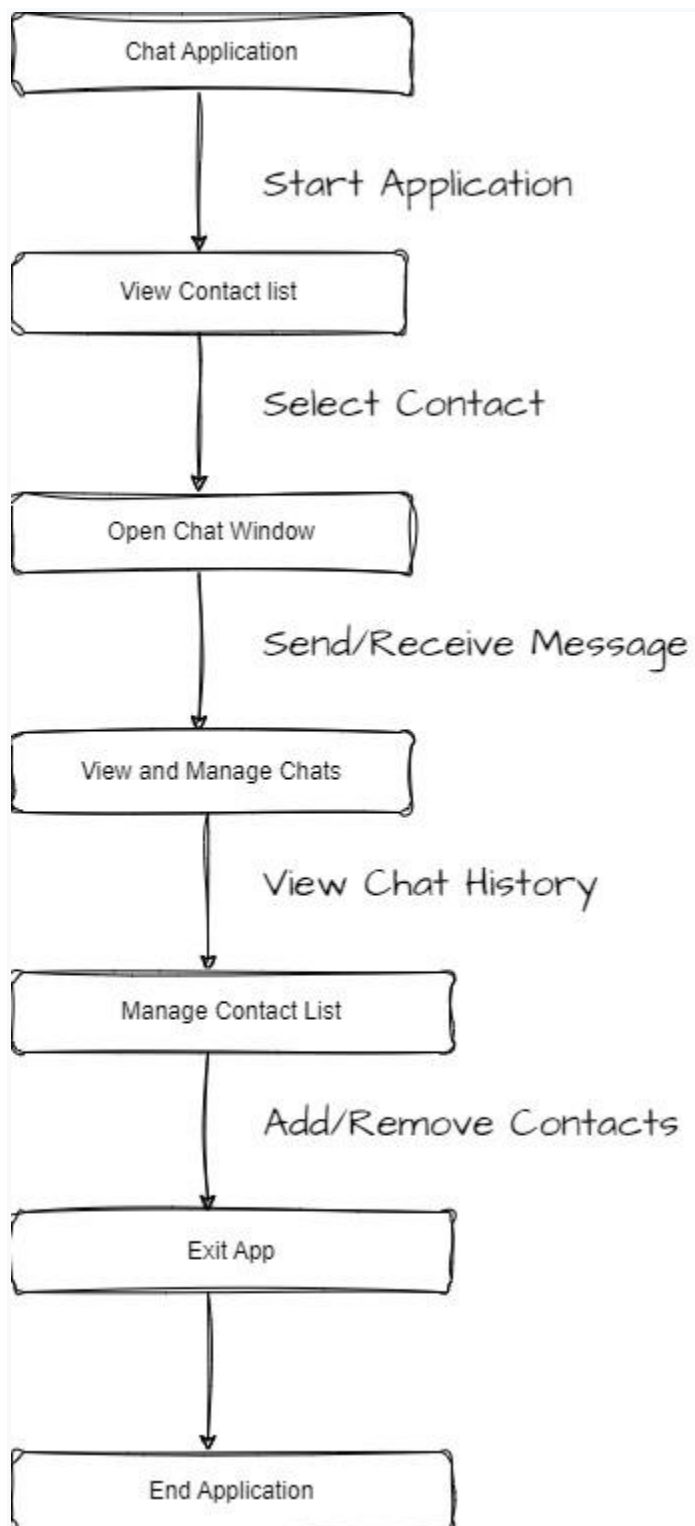 Chat Application
Start Application
View Contact list
Select Contact
Open Chat Window
Send/Receive Message
View and Manage Chats
View Chat History
Manage Contact List
Add/Remove Contacts
Exit App
End Application